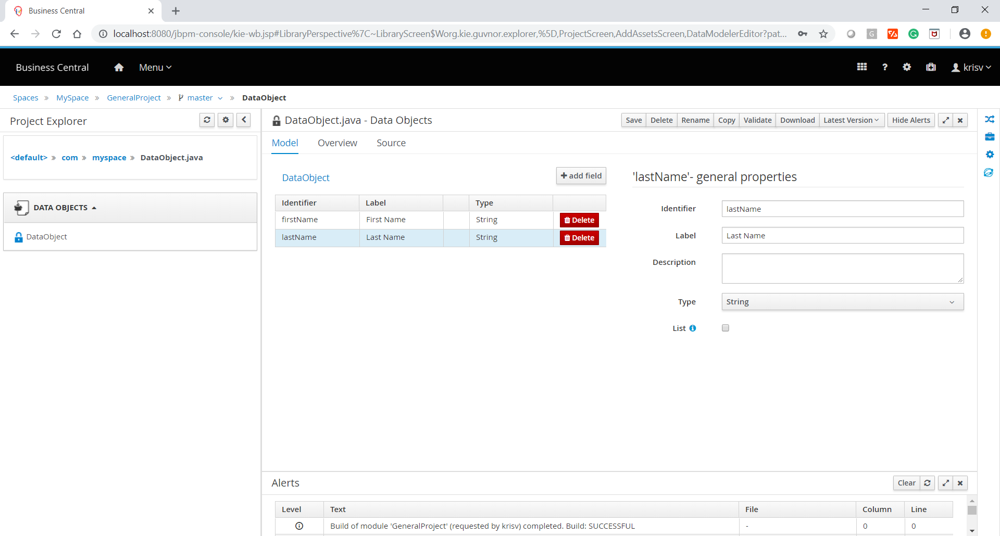 Business Central
localhost:8080/jbpm-console/kie-wb.jsp#LibraryPerspective%7C~LibraryScreen$Worg.kie.guvnor.explorer,%5D,ProjectScreen,AddAssetsScreen,DataModelerEditor?pat...
Business Central Menu ? krisv
Spaces » MySpace » GeneralProject » master » DataObject
Project Explorer
<default> » com » myspace » DataObject.java
DATA OBJECTS
DataObject
DataObject.java - Data Objects
Save Delete Rename Copy Validate Download Latest Version Hide Alerts
Model Overview Source
DataObject
+ add field
Identifier Label Type
firstName First Name String Delete
lastName Last Name String Delete
'lastName'- general properties
Identifier lastName
Label Last Name
Description
Type String
List
Alerts
Clear
Level Text File Column Line
Build of module 'GeneralProject' (requested by krisv) completed. Build: SUCCESSFUL - 0 0